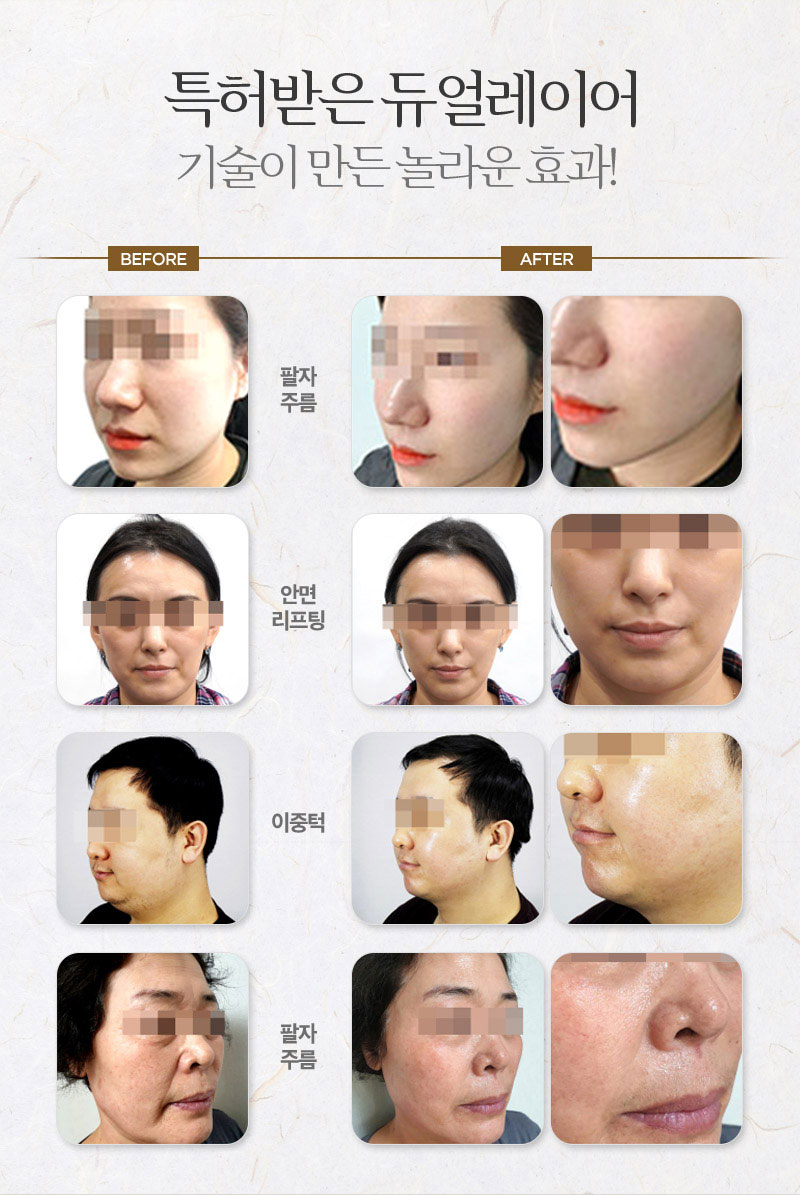 특허받은 듀얼레이어
기술이 만든 놀라운 효과!
BEFORE
AFTER
팔자
주름
안면
리프팅
이중턱
팔자
주름